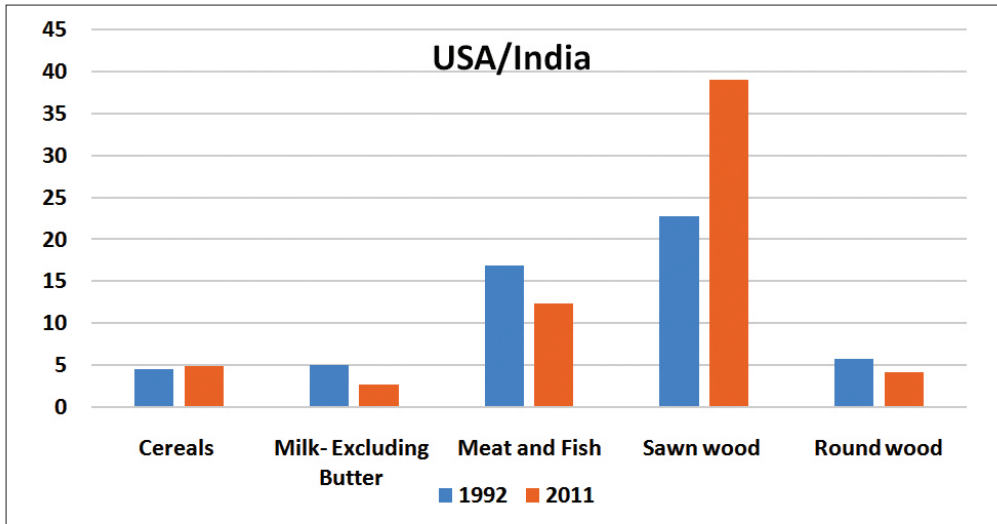 USA/India
45
40
35
30
25
20
15
10
5
0
Cereals
Milk- Excluding
Butter
Meat and Fish
Sawn wood
Round wood
1992
2011